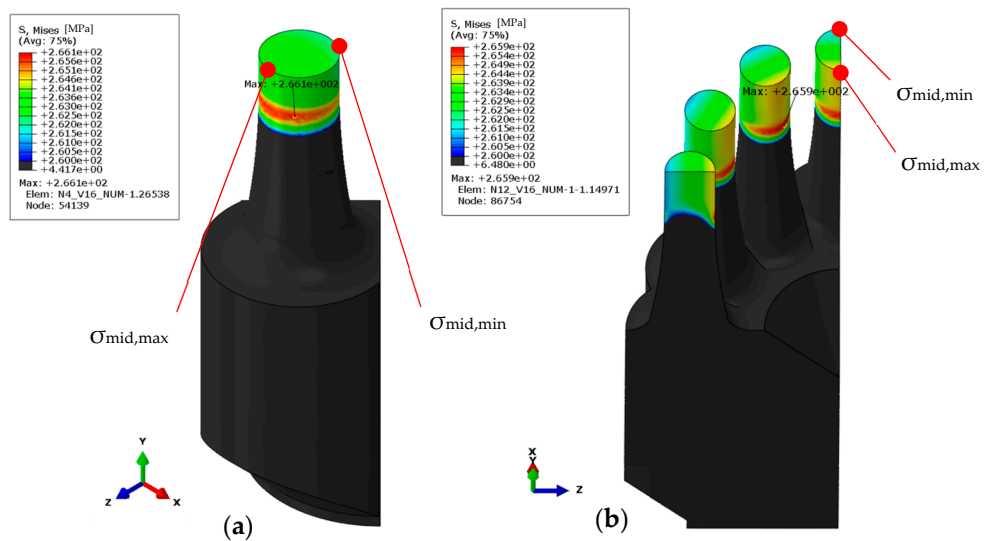 S, Mises [MPa]
(Avg: 75%)
+2.661e+02
+2.656e+02
+2.651e+02
+2.646e+02
+2.641e+02
+2.636e+02
+2.630e+02
+2.625e+02
+2.620e+02
+2.615e+02
+2.610e+02
+2.605e+02
+2.600e+02
+4.417e+00
Max: +2.661e+02
Elem: N4_V16_NUM-1.26538
Node: 54139
Max: +2.661e+002
σmid,max
σmid,min
Y
Z
X
(a)
S, Mises [MPa]
(Avg: 75%)
+2.659e+02
+2.654e+02
+2.649e+02
+2.644e+02
+2.639e+02
+2.634e+02
+2.629e+02
+2.625e+02
+2.620e+02
+2.615e+02
+2.610e+02
+2.605e+02
+2.600e+02
+6.480e+00
Max: +2.659e+02
Elem: N12_V16_NUM-1-1.14971
Node: 86754
Max: +2.659e+002
σmid,min
σmid,max
X
Y
Z
(b)